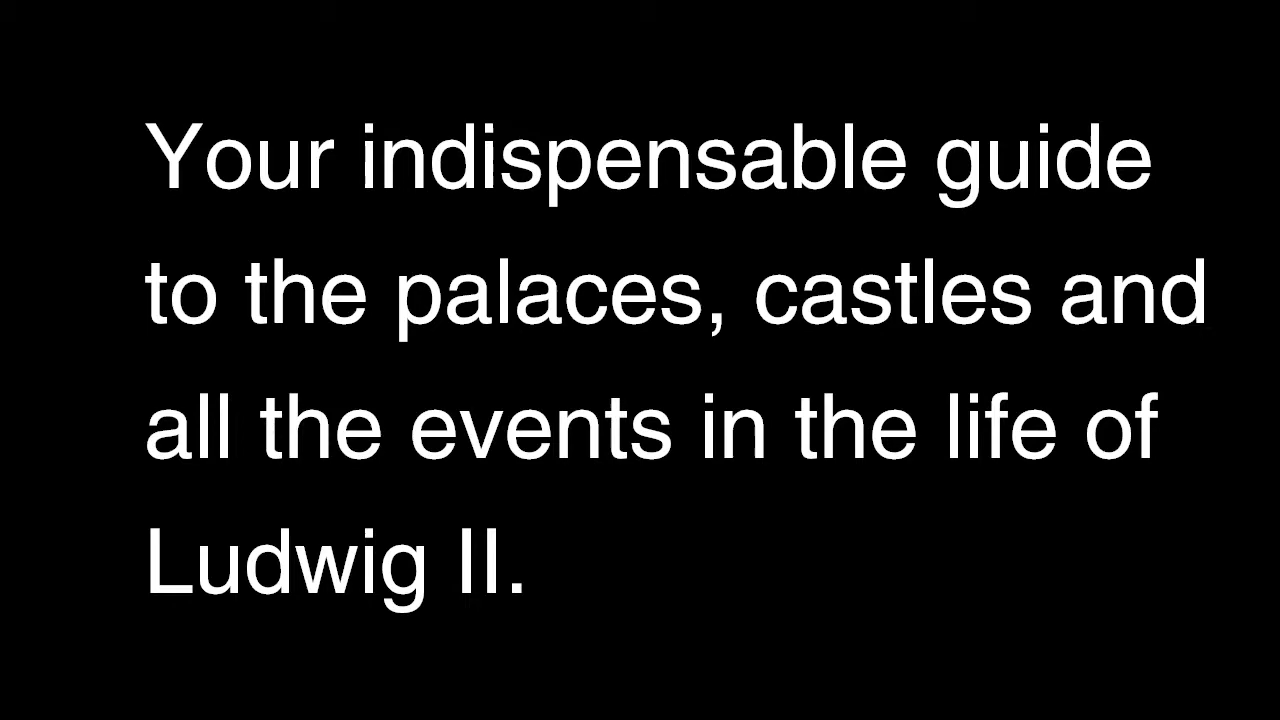 Your indispensable guide
to the palaces, castles and
all the events in the life of
Ludwig II.